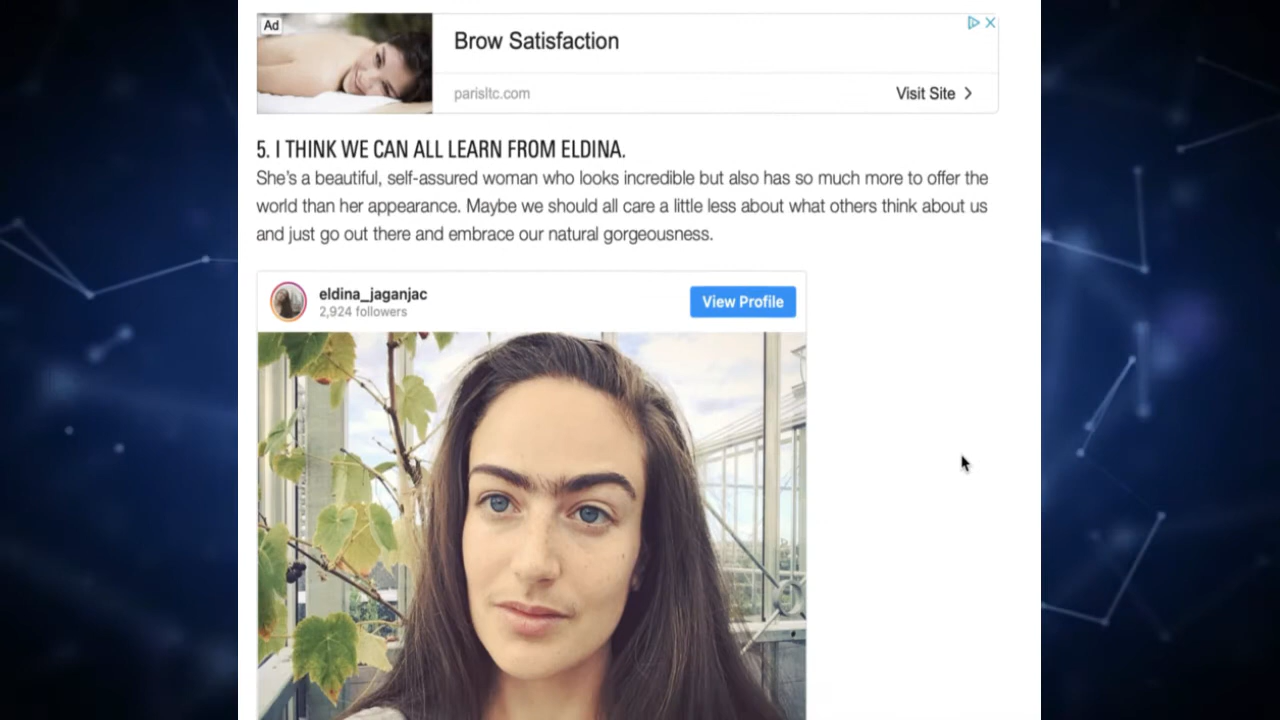 Ad
Brow Satisfaction
parisltc.com
Visit Site
5. I THINK WE CAN ALL LEARN FROM ELDINA.
She's a beautiful, self-assured woman who looks incredible but also has so much more to offer the
world than her appearance. Maybe we should all care a little less about what others think about us
and just go out there and embrace our natural gorgeousness.
eldina_jaganjac
2,924 followers
View Profile